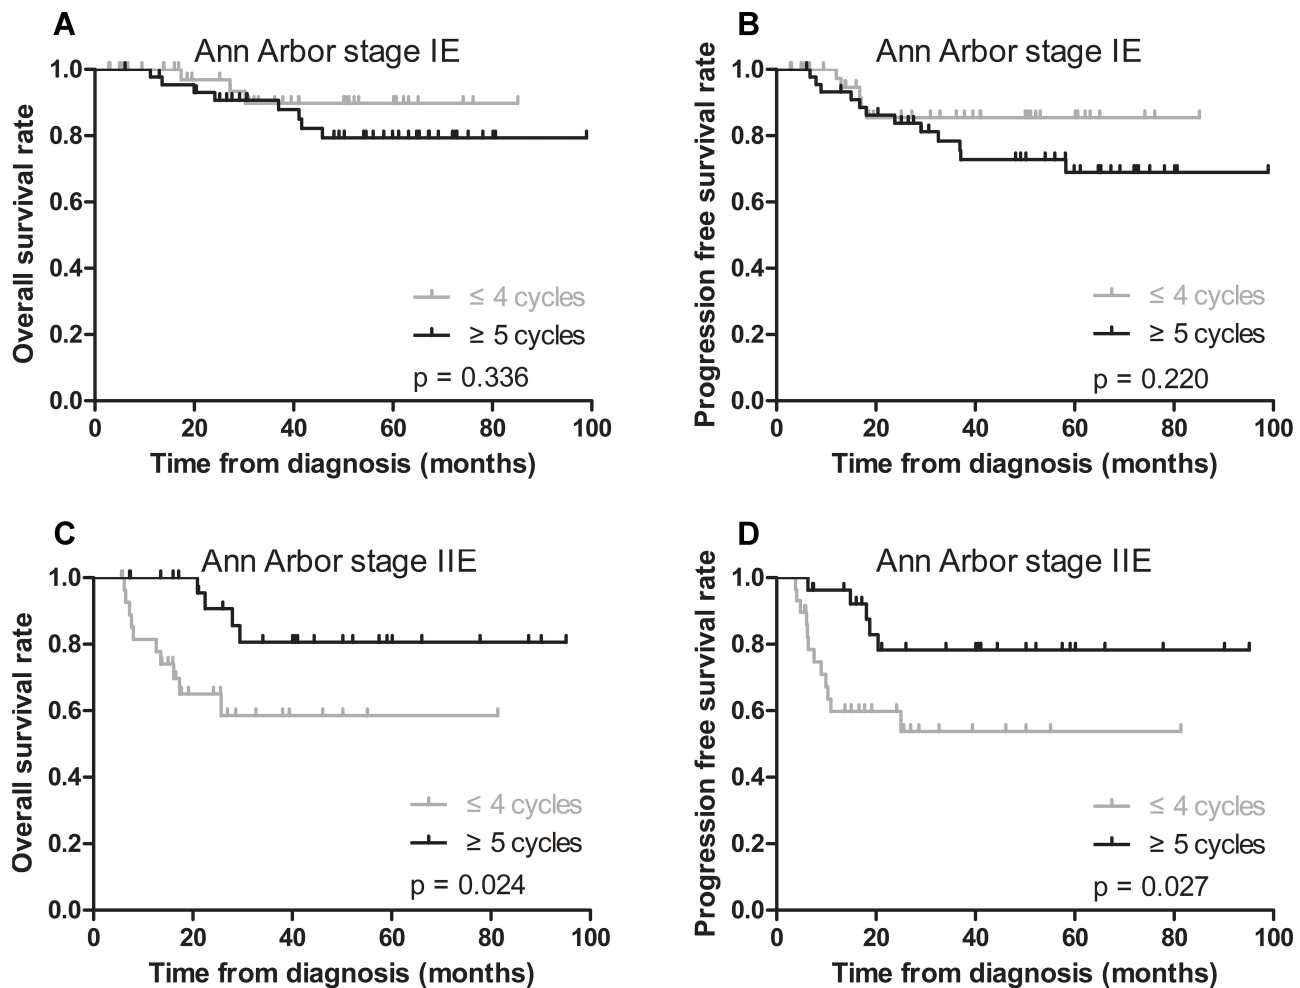 A
Ann Arbor stage IE
Overall survival rate
1.0
0.8
0.6
0.4
0.2
0.0
≤ 4 cycles
≥ 5 cycles
p = 0.336
0 20 40 60 80 100
Time from diagnosis (months)
B
Ann Arbor stage IE
Progression free survival rate
1.0
0.8
0.6
0.4
0.2
0.0
≤ 4 cycles
≥ 5 cycles
p = 0.220
0 20 40 60 80 100
Time from diagnosis (months)
C
Ann Arbor stage IIE
Overall survival rate
1.0
0.8
0.6
0.4
0.2
0.0
≤ 4 cycles
≥ 5 cycles
p = 0.024
0 20 40 60 80 100
Time from diagnosis (months)
D
Ann Arbor stage IIE
Progression free survival rate
1.0
0.8
0.6
0.4
0.2
0.0
≤ 4 cycles
≥ 5 cycles
p = 0.027
0 20 40 60 80 100
Time from diagnosis (months)